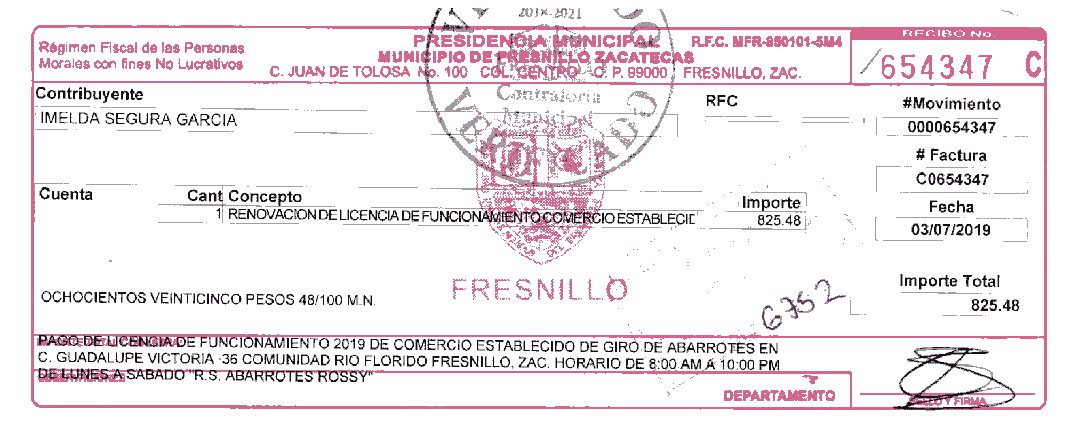 2018-2021
Régimen Fiscal de las Personas
Morales con fines No Lucrativos
PRESIDENCIA MUNICIPAL
MUNICIPIO DE FRESNILLO ZACATECAS
C. JUAN DE TOLOSA No. 100 COL. CENTRO C. P. 99000 FRESNILLO, ZAC.
R.F.C. MFR-850101-5M4
RECIBO No.
654347 C
Contraloría
Municipal
VERIFICADO
Contribuyente
IMELDA SEGURA GARCIA
RFC
#Movimiento
0000654347
# Factura
C0654347
Fecha
03/07/2019
Cuenta Cant Concepto Importe
1 RENOVACION DE LICENCIA DE FUNCIONAMIENTO COMERCIO ESTABLECID 825.48
FRESNILLO
Importe Total
825.48
OCHOCIENTOS VEINTICINCO PESOS 48/100 M.N.
6752
PAGO DE LICENCIA DE FUNCIONAMIENTO 2019 DE COMERCIO ESTABLECIDO DE GIRO DE ABARROTES EN
C. GUADALUPE VICTORIA -36 COMUNIDAD RIO FLORIDO FRESNILLO, ZAC. HORARIO DE 8:00 AM A 10:00 PM
DE LUNES A SABADO "R.S. ABARROTES ROSSY"
DEPARTAMENTO
SELLO Y FIRMA